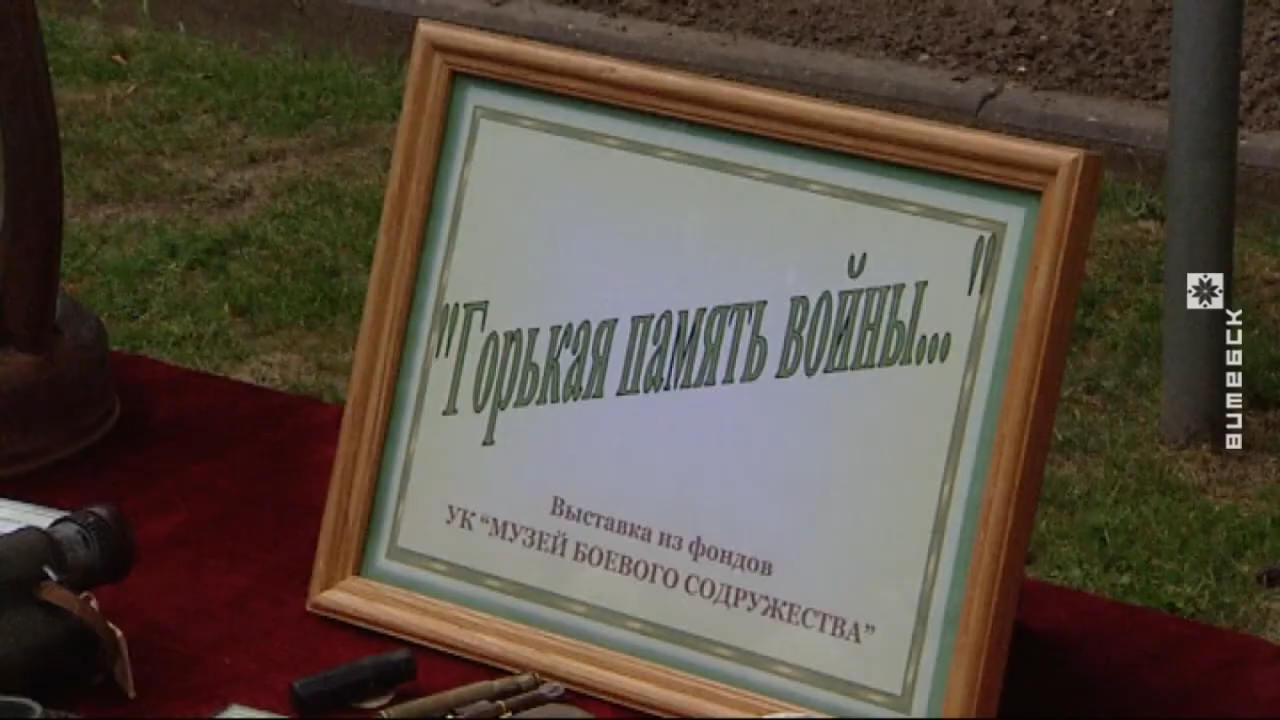 "Горькая память войны..."
Выставка из фондов
УК “МУЗЕЙ БОЕВОГО СОДРУЖЕСТВА”
витебск